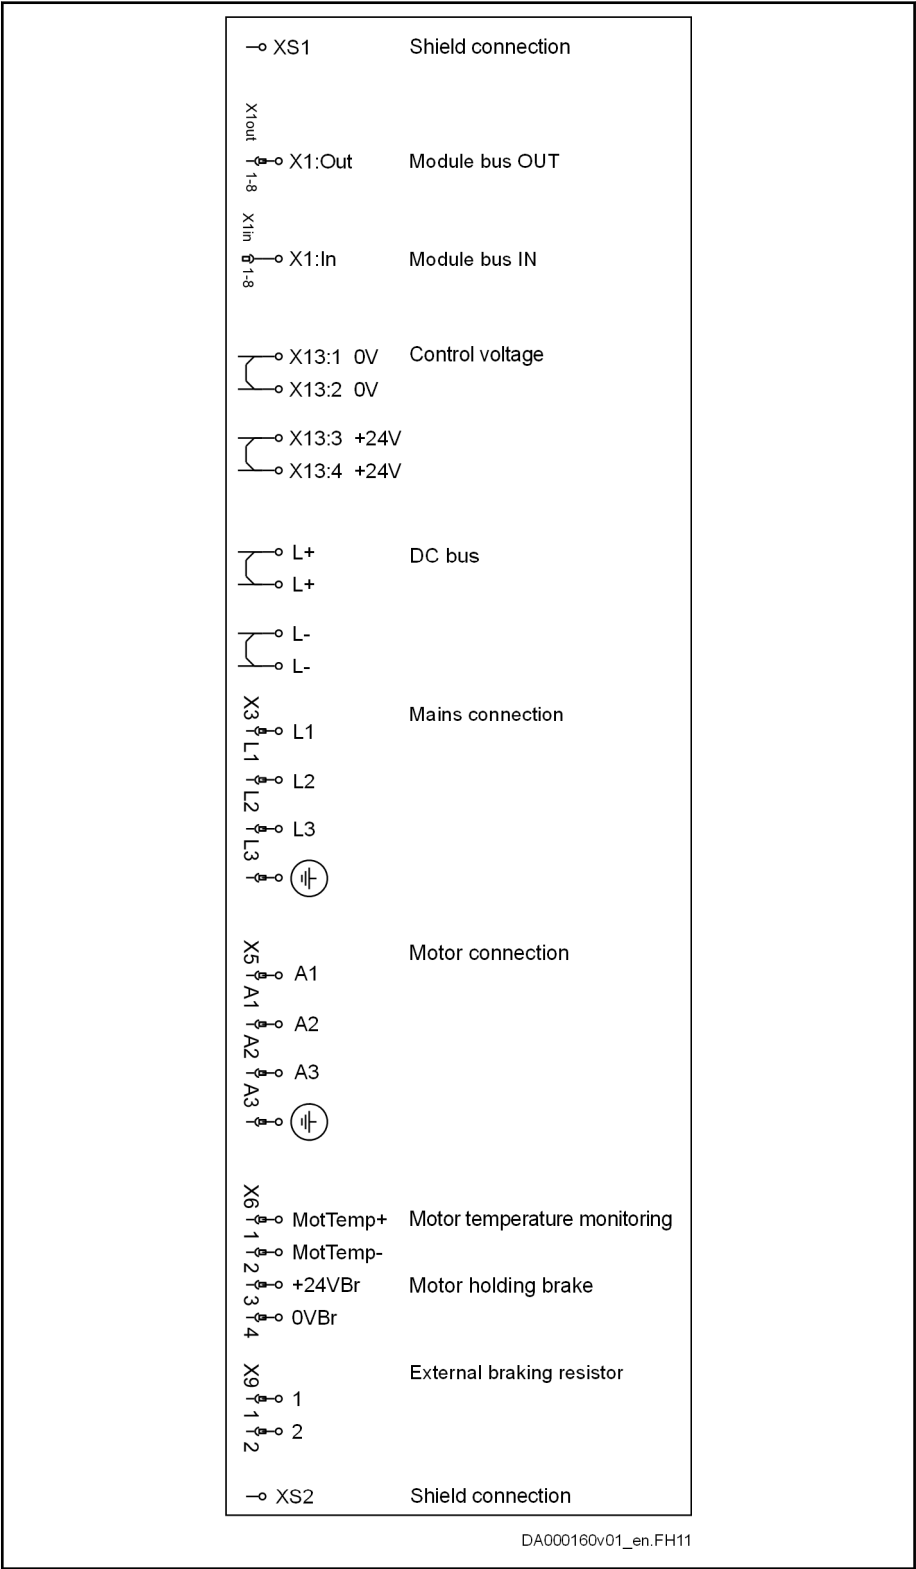 XS1 Shield connection
X1out
X1:Out Module bus OUT
1-8
X1in
X1:In Module bus IN
1-8
X13:1 0V Control voltage
X13:2 0V
X13:3 +24V
X13:4 +24V
L+ DC bus
L+
L-
L-
X3 Mains connection
L1
L1
L2
L2
L3
L3
X5 Motor connection
A1
A1
A2
A2
A3
A3
X6
MotTemp+ Motor temperature monitoring
1
MotTemp-
2
+24VBr Motor holding brake
3
0VBr
4
X9 External braking resistor
1
1
2
2
XS2 Shield connection
DA000160v01_en.FH11